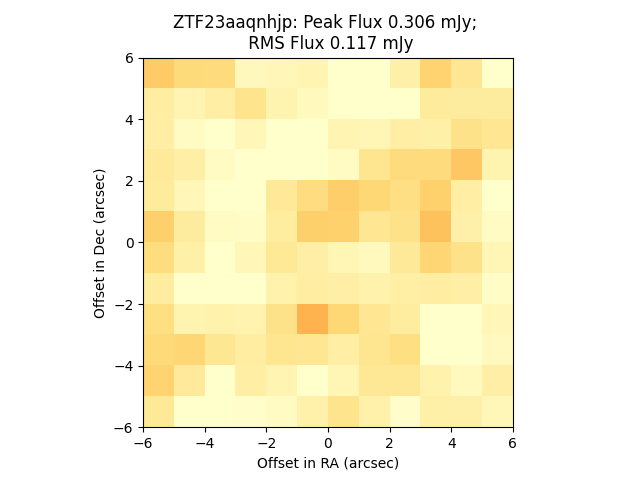 ZTF23aaqnhjp: Peak Flux 0.306 mJy;
RMS Flux 0.117 mJy
6
4
2
0
−2
−4
−6
Offset in Dec (arcsec)
−6 −4 −2 0 2 4 6
Offset in RA (arcsec)